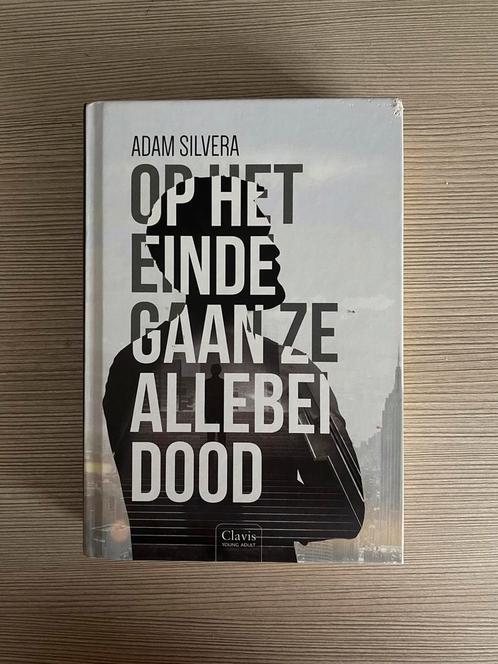 ADAM SILVERA
OP HET
EINDE
GAAN ZE
ALLEBEI
DOOD
Clavis
YOUNG ADULT